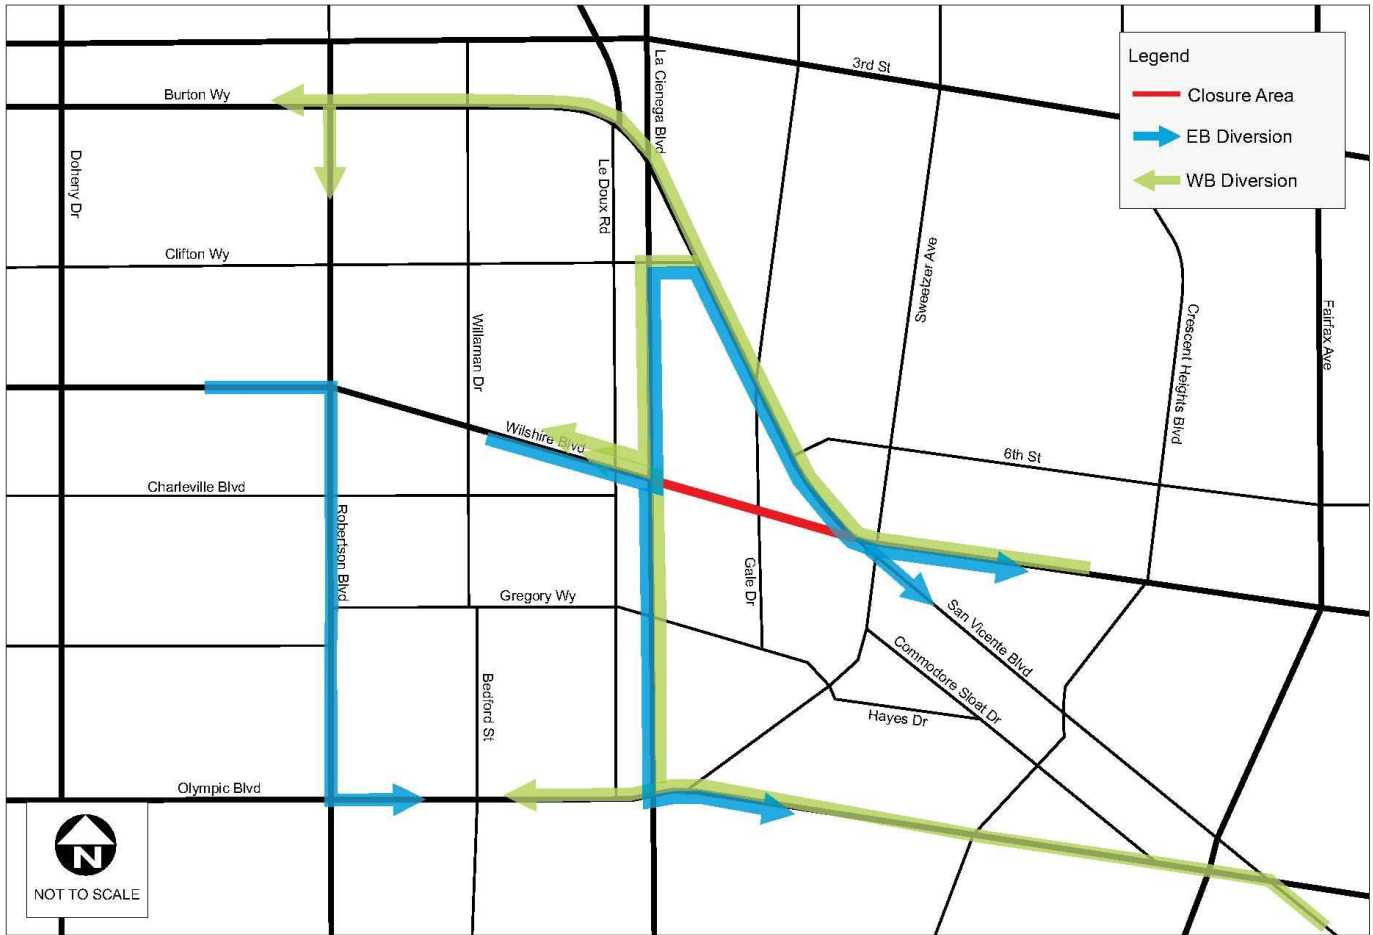 3rd St
Legend
Closure Area
EB Diversion
WB Diversion
Burton Wy
La Cienega Blvd
Doheny Dr
Le Doux Rd
Clifton Wy
Sweetzer Ave
Willaman Dr
Crescent Heights Blvd
Fairfax Ave
Wilshire Blvd
6th St
Charleville Blvd
Robertson Blvd
Gale Dr
Gregory Wy
San Vicente Blvd
Commodore Sloat Dr
Bedford St
Hayes Dr
Olympic Blvd
N
NOT TO SCALE